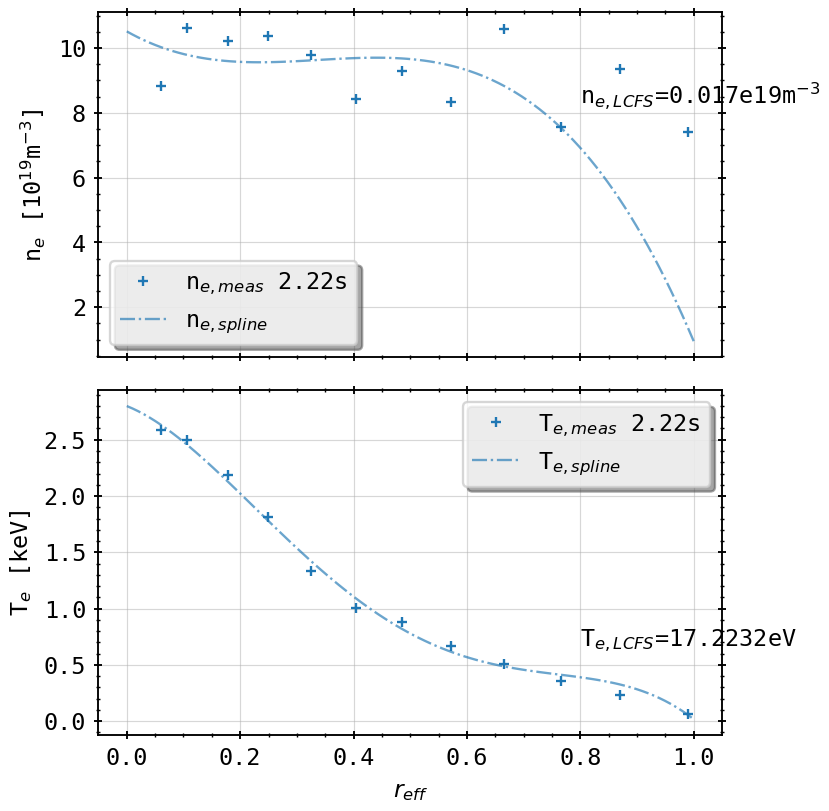 10
8
6
4
2
n_e [10^19 m^−3]
n_e,LCFS=0.017e19m^−3
n_e,meas 2.22s
n_e,spline
2.5
2.0
1.5
1.0
0.5
0.0
T_e [keV]
T_e,meas 2.22s
T_e,spline
T_e,LCFS=17.2232eV
0.0 0.2 0.4 0.6 0.8 1.0
r_eff